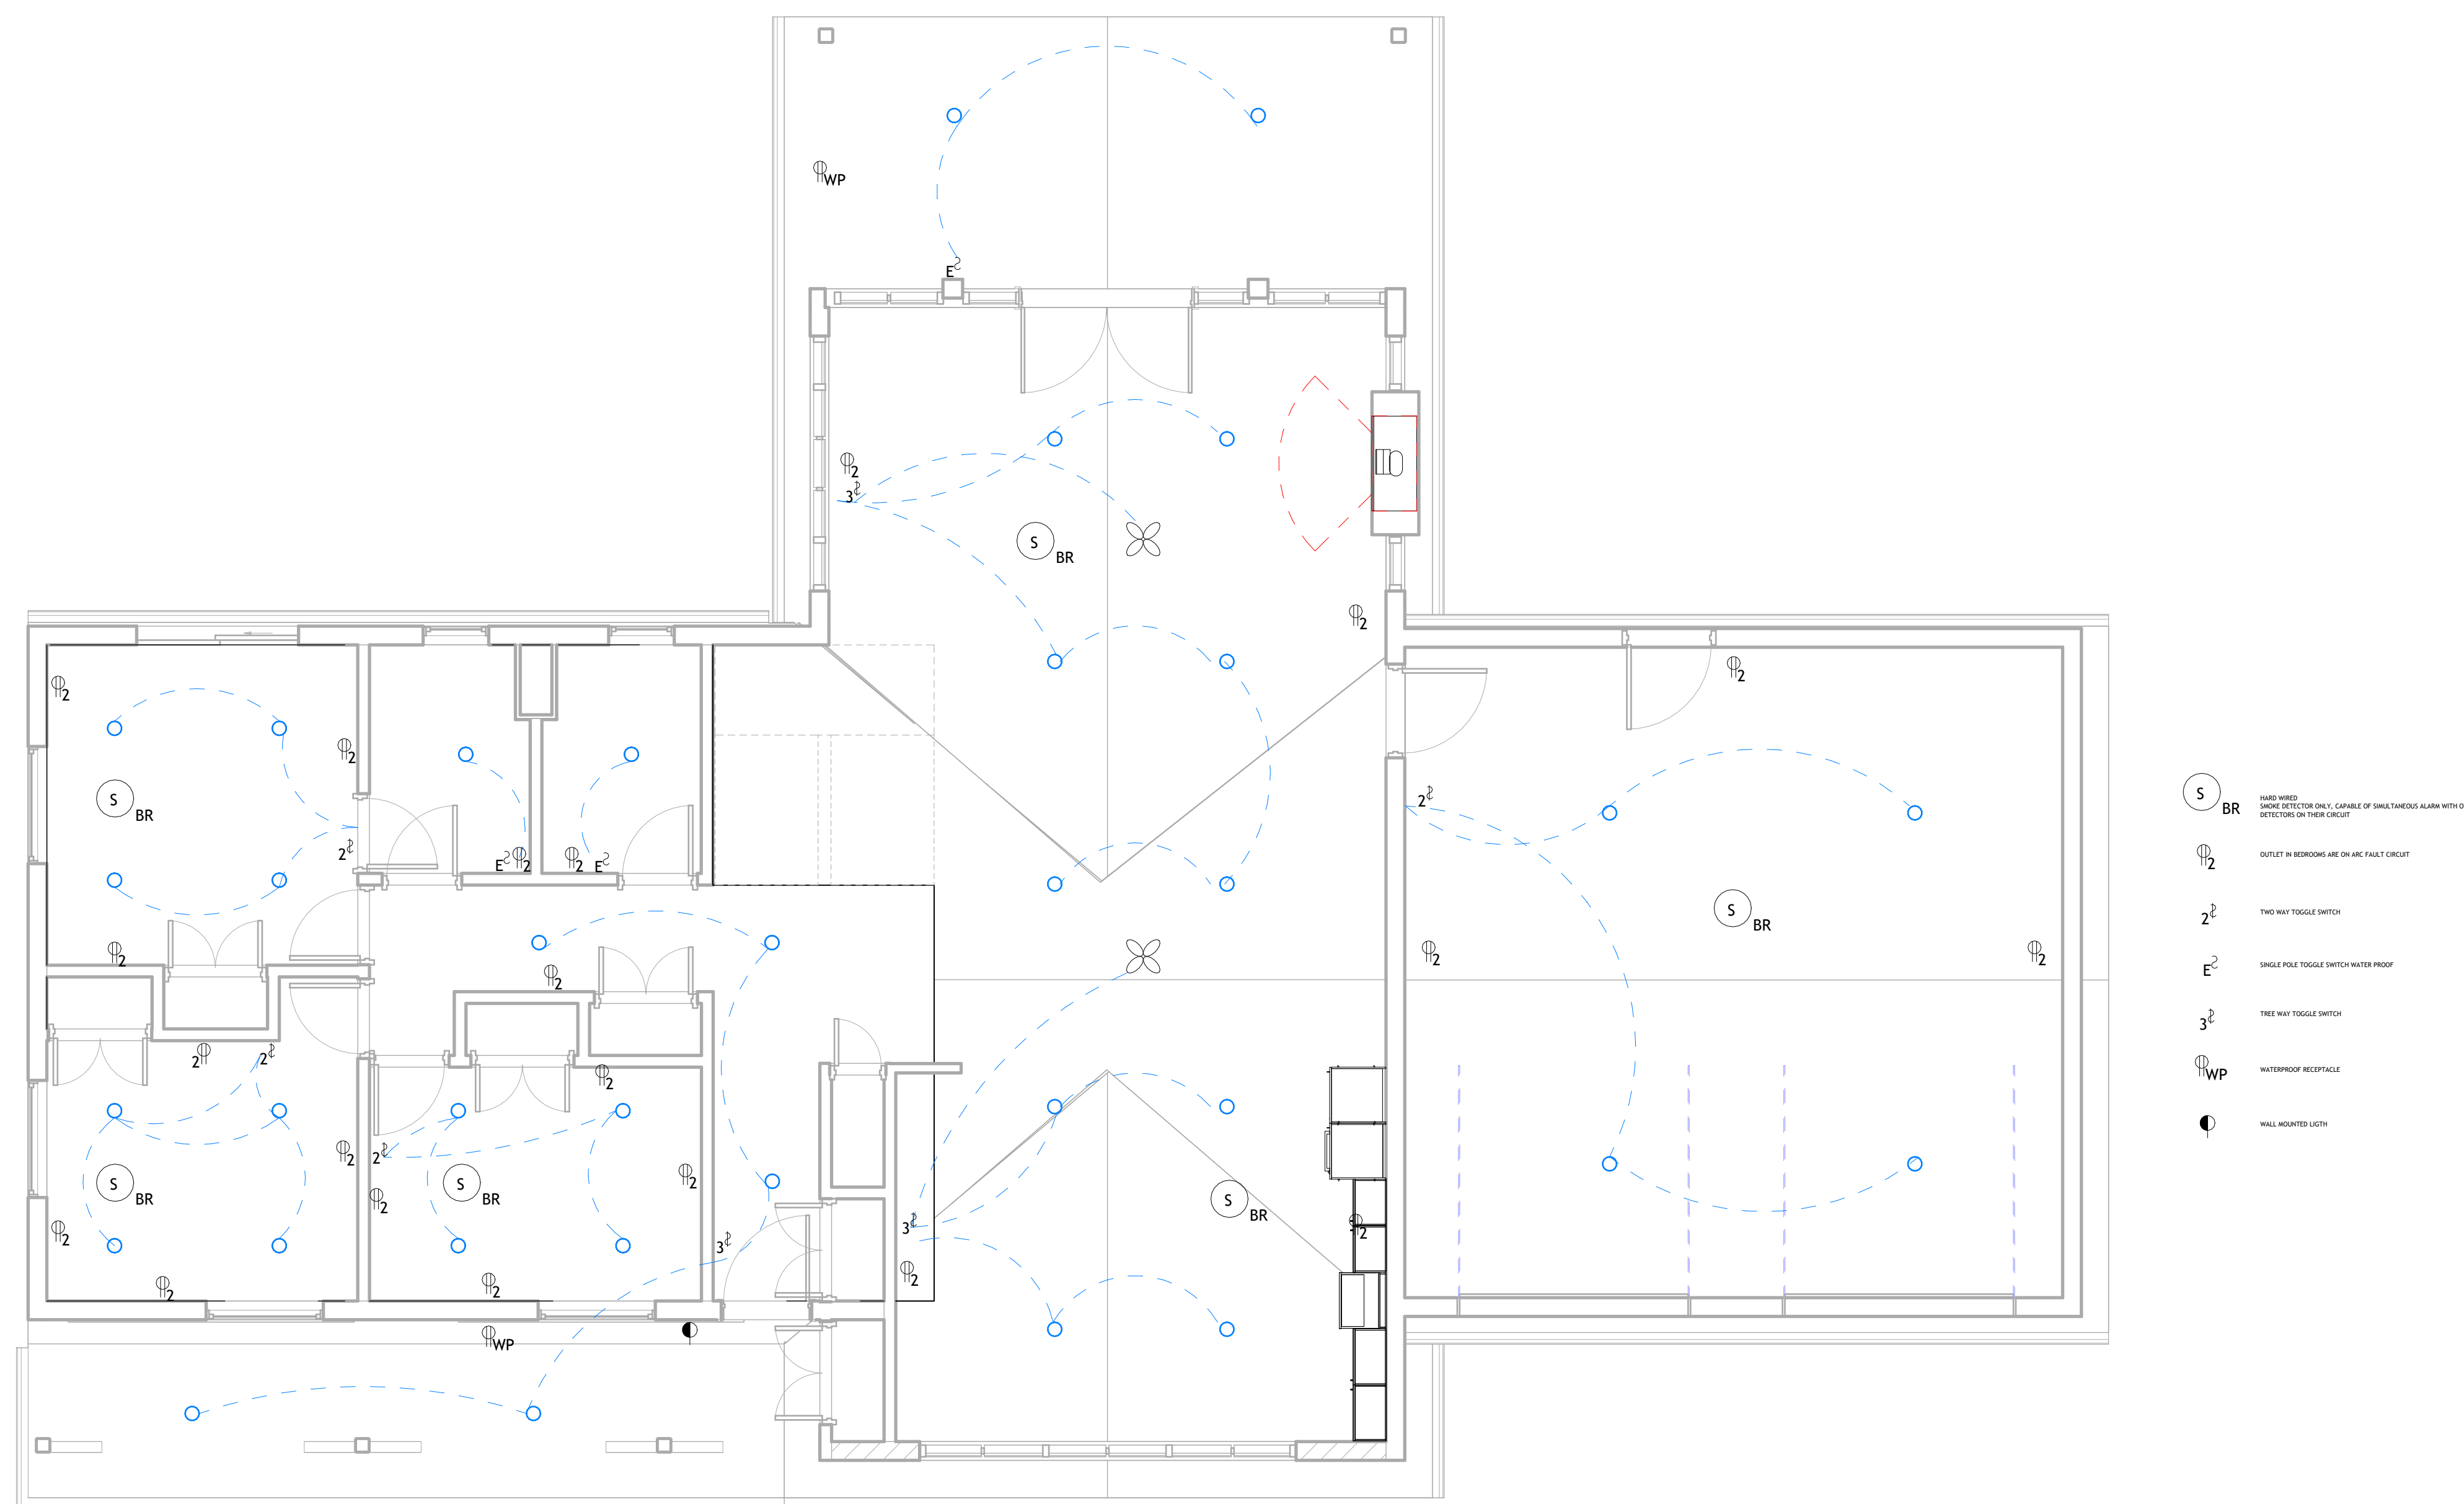 WP
E
2
3
S
BR
2
2
2
2
S
BR
2
2
E 2
2 E
S
BR
2
2
2
2
2
2
2
2
2
2
S
BR
S
BR
S
BR
2
3
2
2
3
2
2
2
WP
S
BR
HARD WIRED
SMOKE DETECTOR ONLY, CAPABLE OF SIMULTANEOUS ALARM WITH O
DETECTORS ON THEIR CIRCUIT
2
OUTLET IN BEDROOMS ARE ON ARC FAULT CIRCUIT
2
TWO WAY TOGGLE SWITCH
E
SINGLE POLE TOGGLE SWITCH WATER PROOF
3
TREE WAY TOGGLE SWITCH
WP
WATERPROOF RECEPTACLE
WALL MOUNTED LIGTH